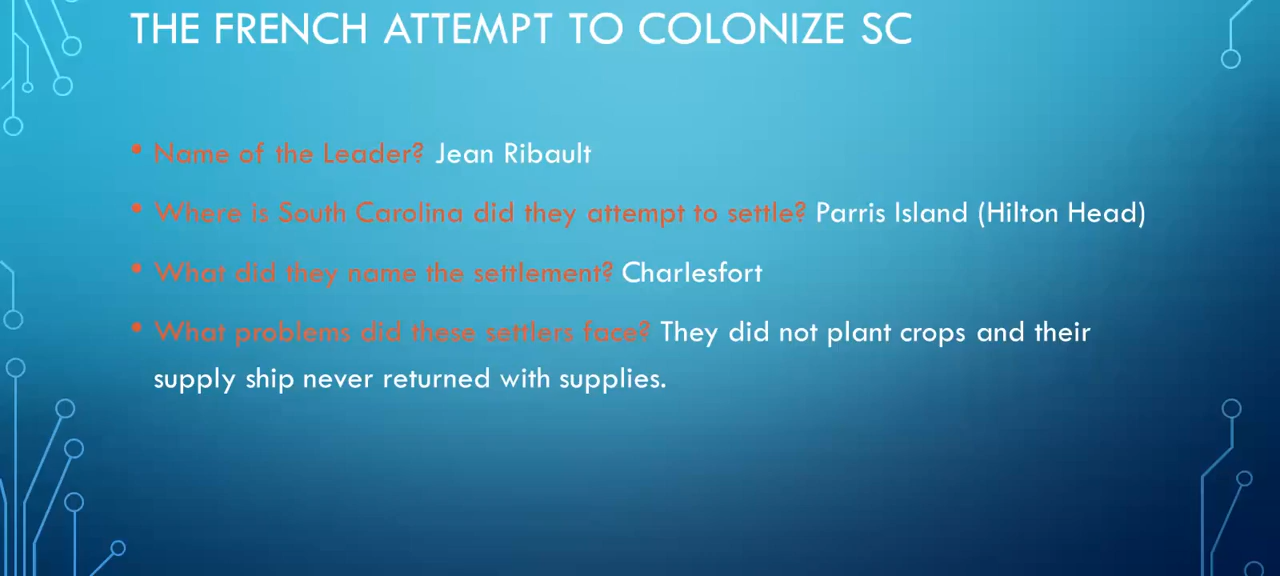 THE FRENCH ATTEMPT TO COLONIZE SC
• Name of the Leader? Jean Ribault
• Where is South Carolina did they attempt to settle? Parris Island (Hilton Head)
• What did they name the settlement? Charlesfort
• What problems did these settlers face? They did not plant crops and their
supply ship never returned with supplies.